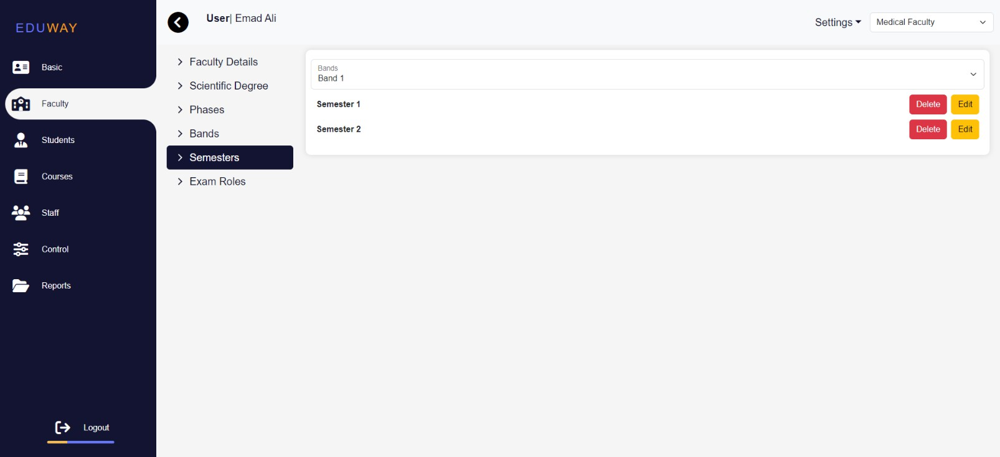 EDUWAY
Basic
Faculty
Students
Courses
Staff
Control
Reports
Logout
User| Emad Ali
Settings
Medical Faculty
Faculty Details
Scientific Degree
Phases
Bands
Semesters
Exam Roles
Bands
Band 1
Semester 1 Delete Edit
Semester 2 Delete Edit